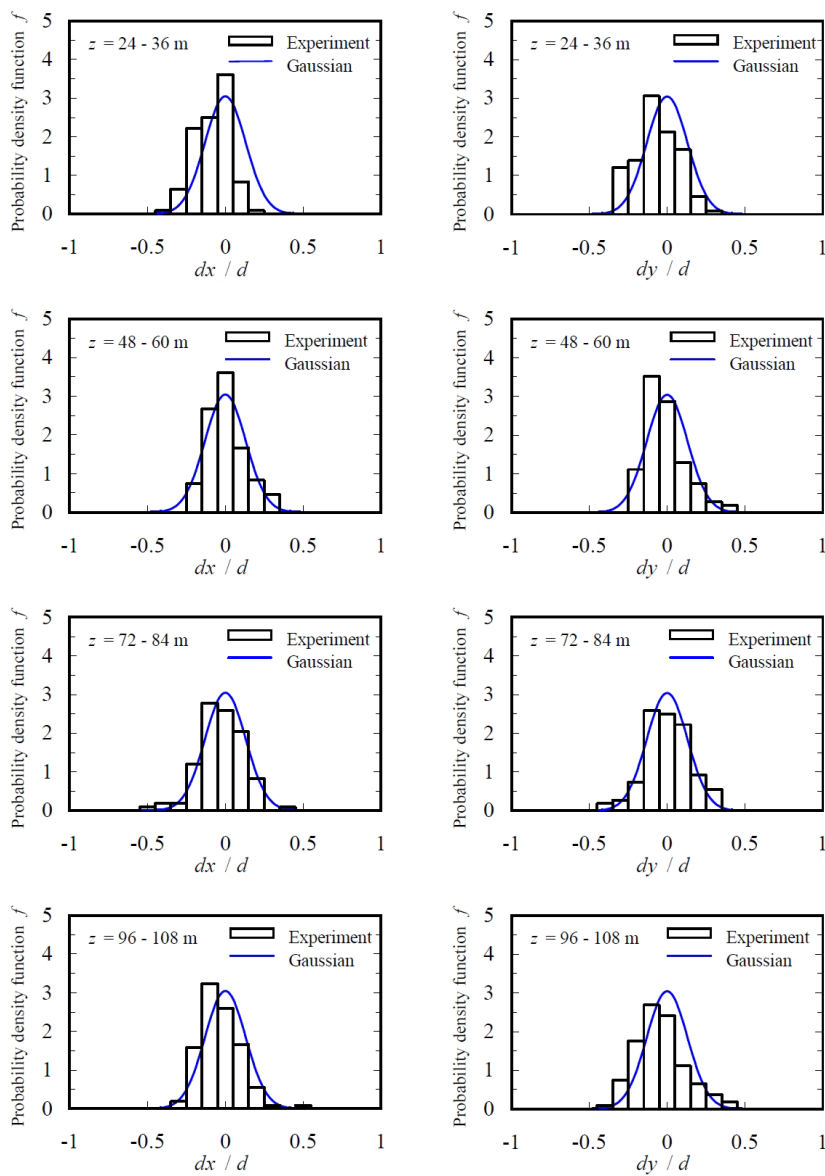 Probability density function f
5
4
3
2
1
0
z = 24 - 36 m
Experiment
Gaussian
-1 -0.5 0 0.5 1
dx / d
Probability density function f
5
4
3
2
1
0
z = 24 - 36 m
Experiment
Gaussian
-1 -0.5 0 0.5 1
dy / d
Probability density function f
5
4
3
2
1
0
z = 48 - 60 m
Experiment
Gaussian
-1 -0.5 0 0.5 1
dx / d
Probability density function f
5
4
3
2
1
0
z = 48 - 60 m
Experiment
Gaussian
-1 -0.5 0 0.5 1
dy / d
Probability density function f
5
4
3
2
1
0
z = 72 - 84 m
Experiment
Gaussian
-1 -0.5 0 0.5 1
dx / d
Probability density function f
5
4
3
2
1
0
z = 72 - 84 m
Experiment
Gaussian
-1 -0.5 0 0.5 1
dy / d
Probability density function f
5
4
3
2
1
0
z = 96 - 108 m
Experiment
Gaussian
-1 -0.5 0 0.5 1
dx / d
Probability density function f
5
4
3
2
1
0
z = 96 - 108 m
Experiment
Gaussian
-1 -0.5 0 0.5 1
dy / d